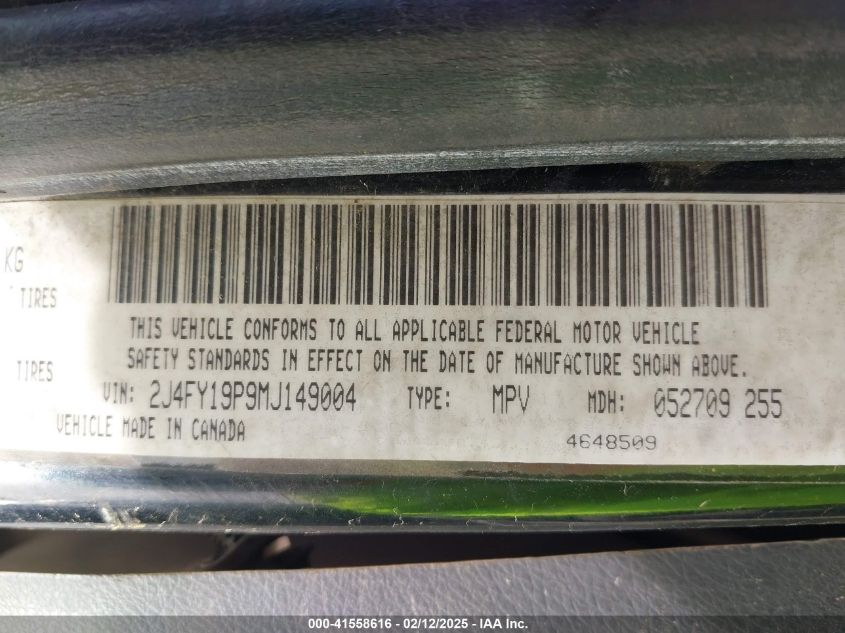 KG
TIRES
THIS VEHICLE CONFORMS TO ALL APPLICABLE FEDERAL MOTOR VEHICLE
SAFETY STANDARDS IN EFFECT ON THE DATE OF MANUFACTURE SHOWN ABOVE.
TIRES
VIN: 2J4FY19P9MJ149004 TYPE: MPV MDH: 052709 255
VEHICLE MADE IN CANADA
4648509
000-41558616 - 02/12/2025 - IAA Inc.